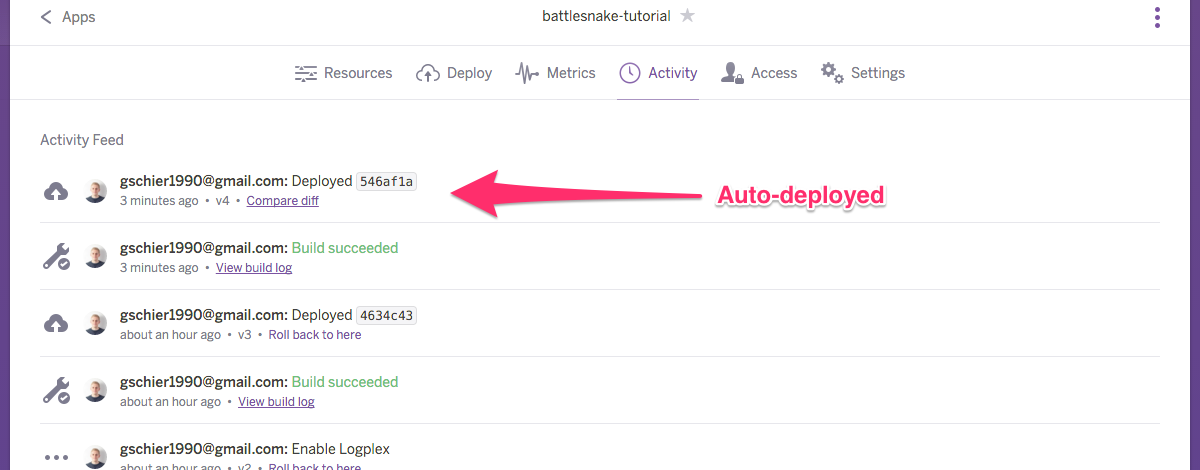 Apps
battlesnake-tutorial
Resources Deploy Metrics Activity Access Settings
Activity Feed
gschier1990@gmail.com: Deployed 546af1a
3 minutes ago • v4 • Compare diff
Auto-deployed
gschier1990@gmail.com: Build succeeded
3 minutes ago • View build log
gschier1990@gmail.com: Deployed 4634c43
about an hour ago • v3 • Roll back to here
gschier1990@gmail.com: Build succeeded
about an hour ago • View build log
gschier1990@gmail.com: Enable Logplex
about an hour ago • v2 • Roll back to here